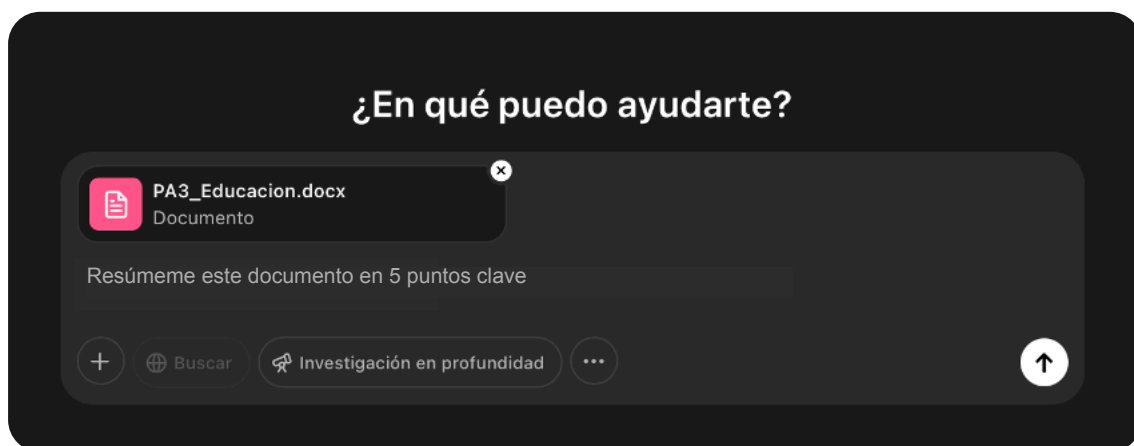 ¿En qué puedo ayudarte?
PA3_Educacion.docx
Documento
Resúmeme este documento en 5 puntos clave
Buscar
Investigación en profundidad